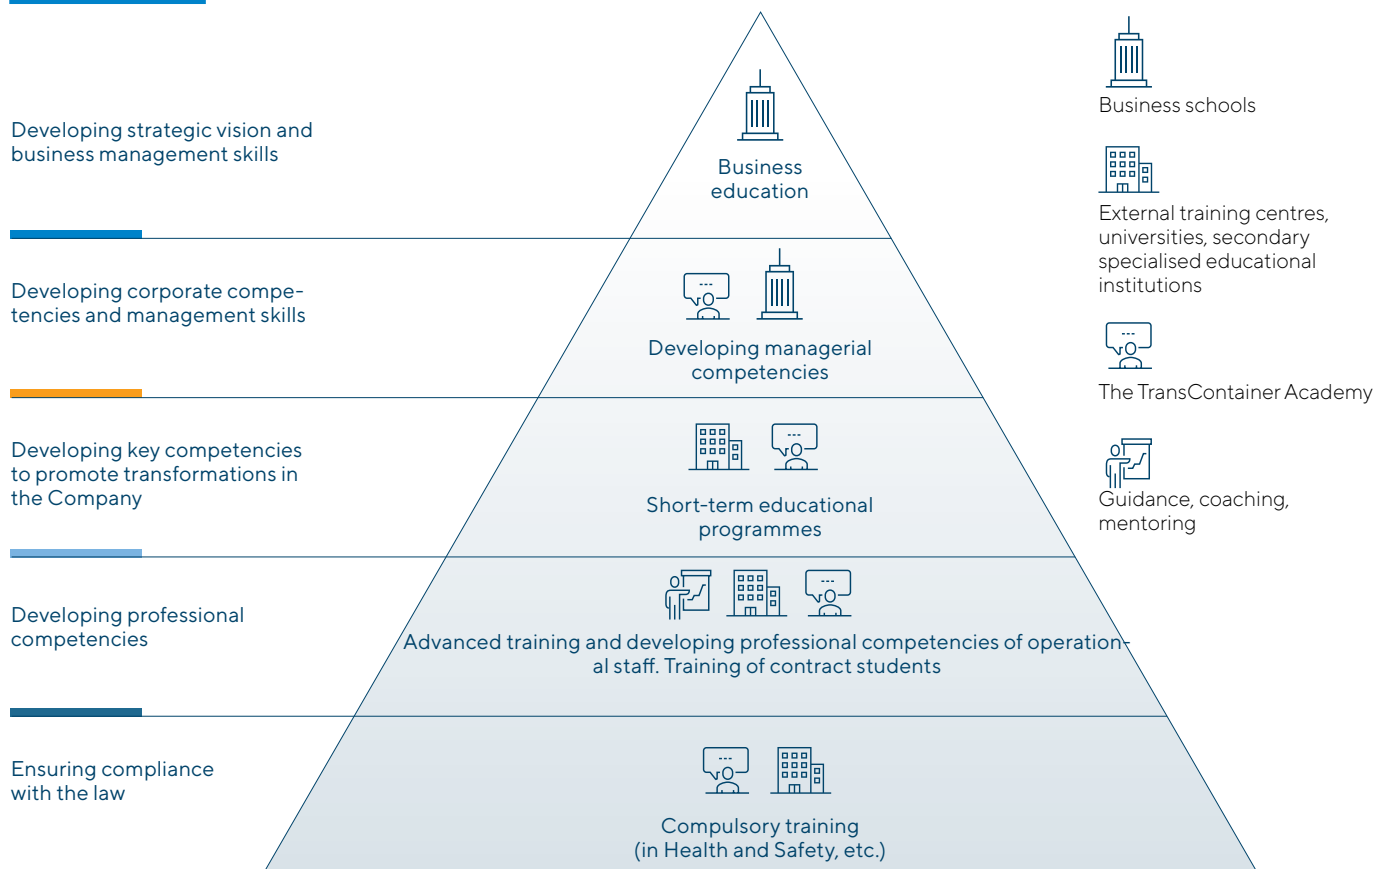 Developing strategic vision and
business management skills
Business
education
Developing corporate compe-
tencies and management skills
Developing managerial
competencies
Developing key competencies
to promote transformations in
the Company
Short-term educational
programmes
Developing professional
competencies
Advanced training and developing professional competencies of operation-
al staff. Training of contract students
Ensuring compliance
with the law
Compulsory training
(in Health and Safety, etc.)
Business schools
External training centres,
universities, secondary
specialised educational
institutions
The TransContainer Academy
Guidance, coaching,
mentoring